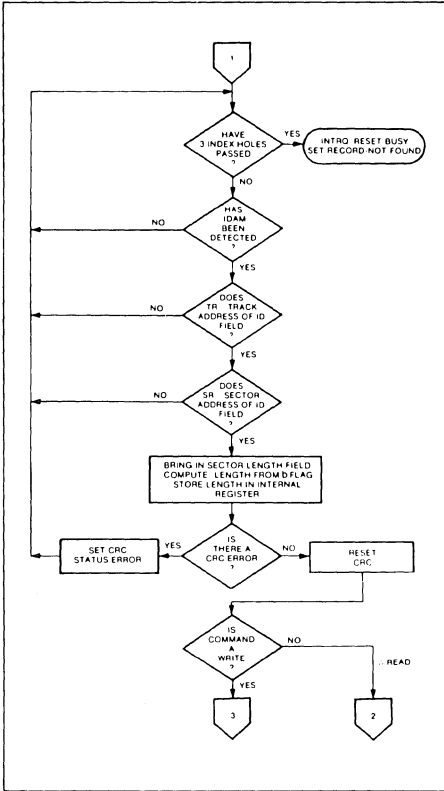 1
HAVE
3 INDEX HOLES
PASSED
?
YES
INTRQ RESET BUSY
SET RECORD-NOT FOUND
NO
HAS
IDAM
BEEN
DETECTED
?
NO
YES
DOES
TR TRACK
ADDRESS OF ID
FIELD
?
NO
YES
DOES
SR SECTOR
ADDRESS OF ID
FIELD
?
NO
YES
BRING IN SECTOR LENGTH FIELD
COMPUTE LENGTH FROM b FLAG
STORE LENGTH IN INTERNAL
REGISTER
IS
THERE A
CRC ERROR
?
YES
SET CRC
STATUS ERROR
NO
RESET
CRC
IS
COMMAND
A
WRITE
?
NO
∴ READ
YES
3
2